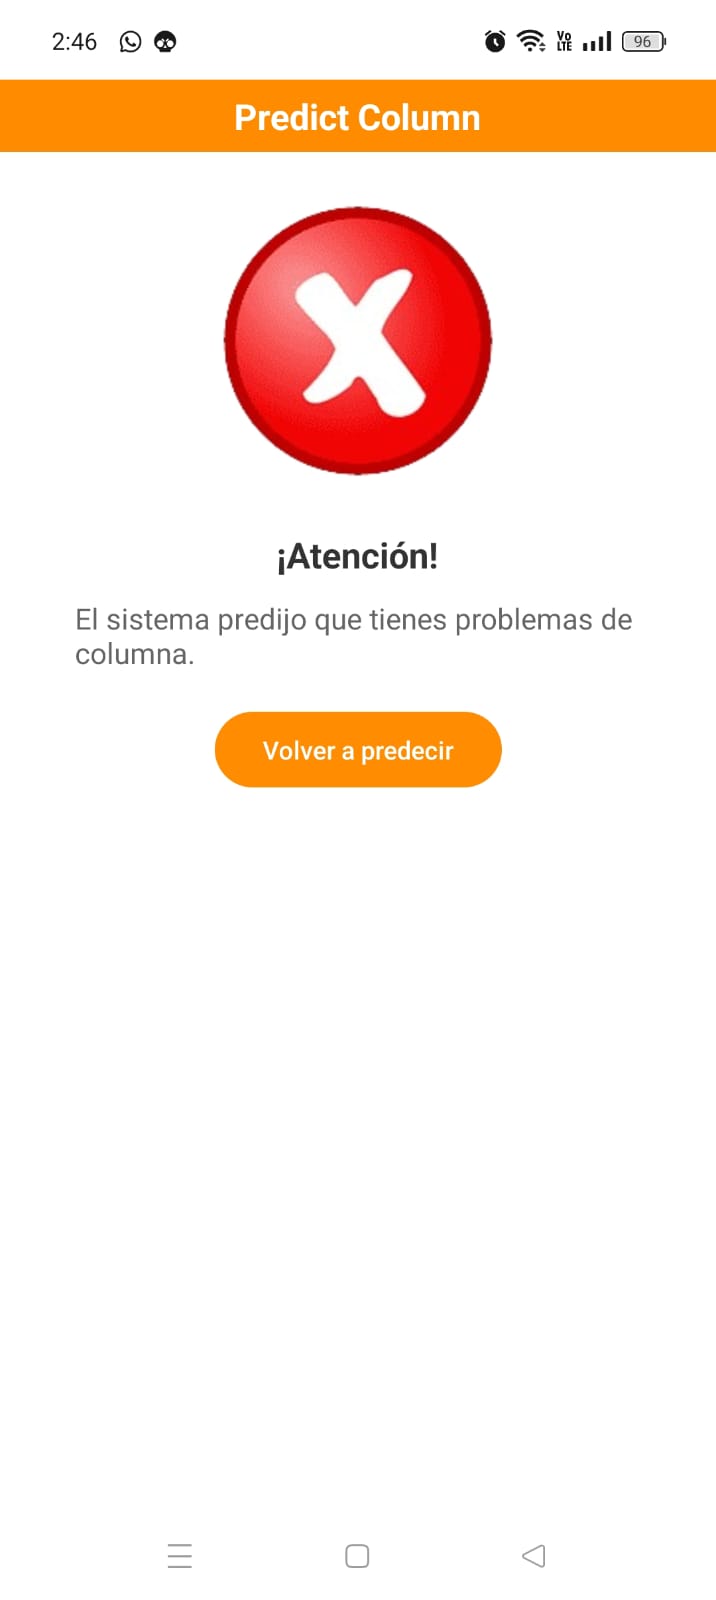 2:46
Vo
LTE
96
Predict Column
¡Atención!
El sistema predijo que tienes problemas de
columna.
Volver a predecir